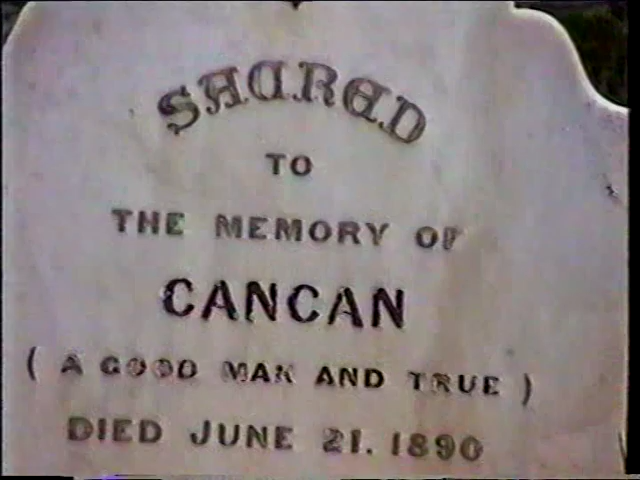 SACRED
TO
THE MEMORY OF
CANCAN
( A GOOD MAN AND TRUE )
DIED JUNE 21. 1890